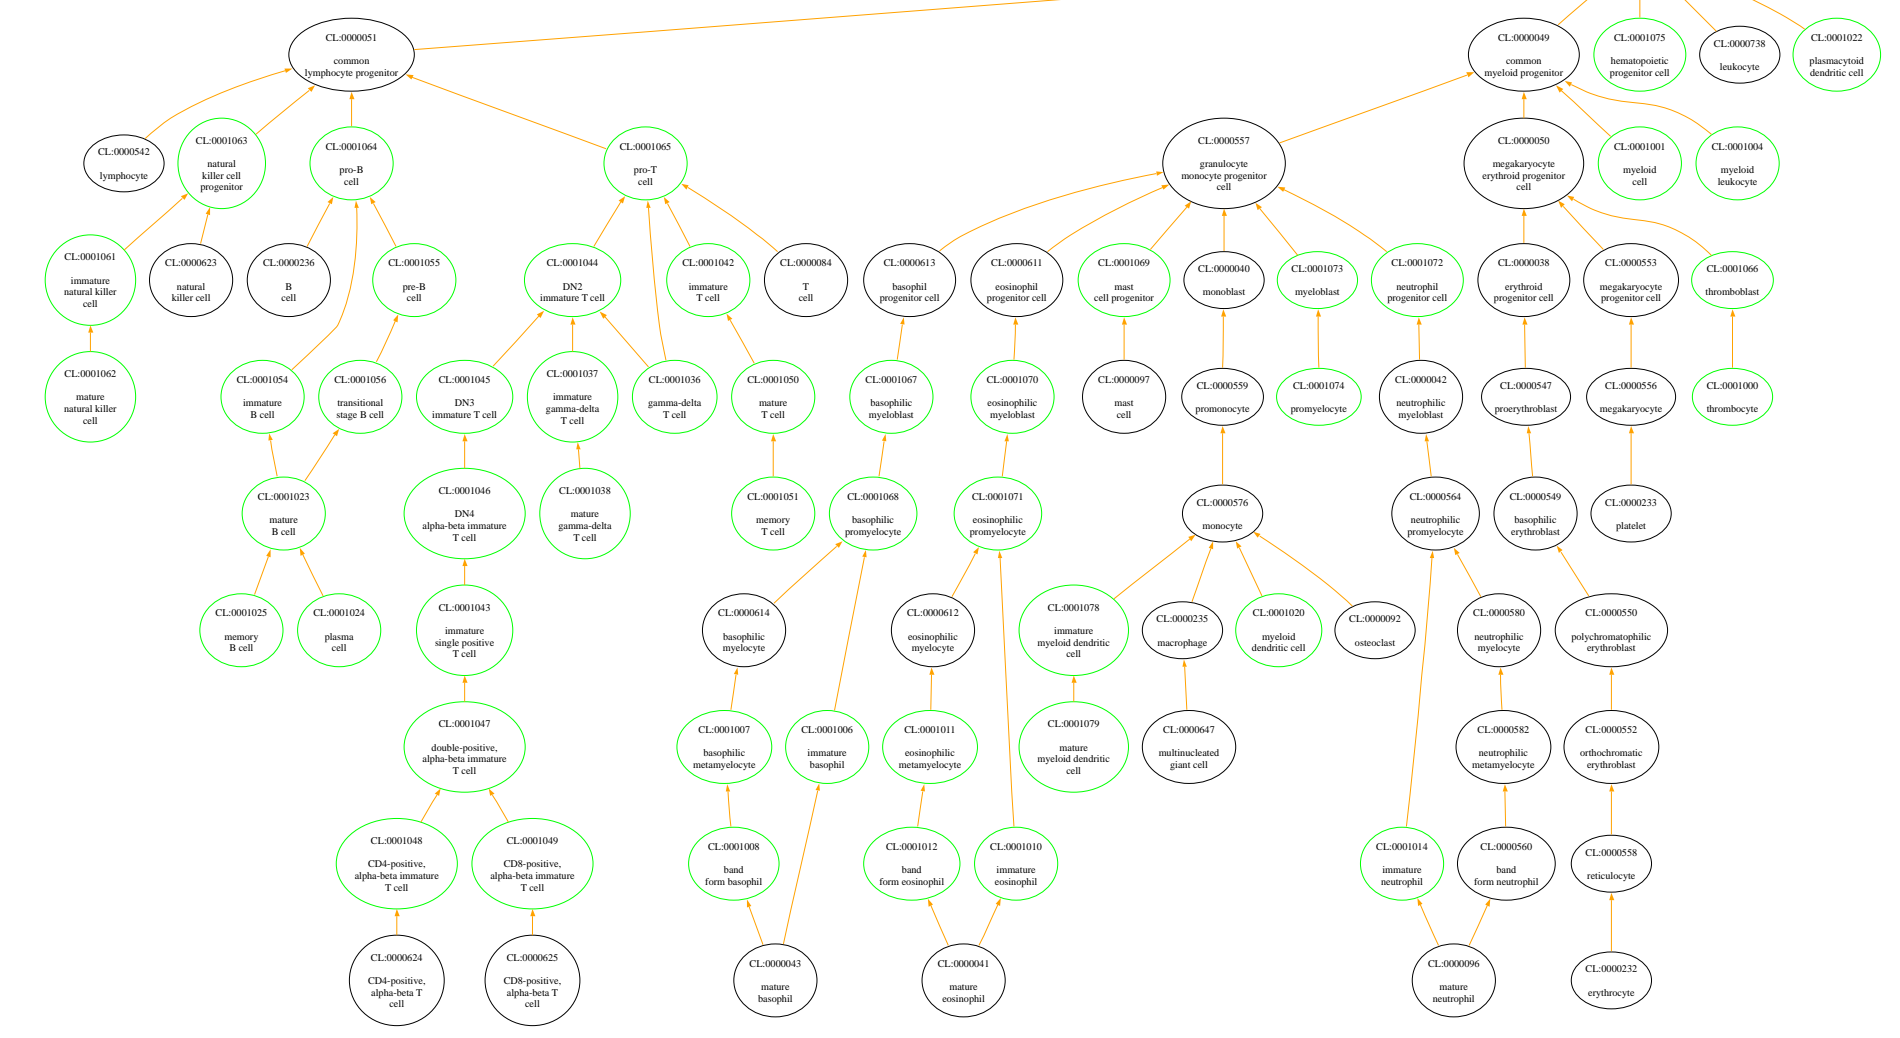 CL:0000051
common
lymphocyte progenitor
CL:0000049
common
myeloid progenitor
CL:0001075
hematopoietic
progenitor cell
CL:0000738
leukocyte
CL:0001022
plasmacytoid
dendritic cell
CL:0000542
lymphocyte
CL:0001063
natural
killer cell
progenitor
CL:0001064
pro-B
cell
CL:0001065
pro-T
cell
CL:0000557
granulocyte
monocyte progenitor
cell
CL:0000050
megakaryocyte
erythroid progenitor
cell
CL:0001001
myeloid
cell
CL:0001004
myeloid
leukocyte
CL:0001061
immature
natural killer
cell
CL:0000623
natural
killer cell
CL:0000236
B
cell
CL:0001055
pre-B
cell
CL:0001044
DN2
immature T cell
CL:0001042
immature
T cell
CL:0000084
T
cell
CL:0000613
basophil
progenitor cell
CL:0000611
eosinophil
progenitor cell
CL:0001069
mast
cell progenitor
CL:0000040
monoblast
CL:0001073
myeloblast
CL:0001072
neutrophil
progenitor cell
CL:0000038
erythroid
progenitor cell
CL:0000553
megakaryocyte
progenitor cell
CL:0001066
thromboblast
CL:0001062
mature
natural killer
cell
CL:0001054
immature
B cell
CL:0001056
transitional
stage B cell
CL:0001045
DN3
immature T cell
CL:0001037
immature
gamma-delta
T cell
CL:0001036
gamma-delta
T cell
CL:0001050
mature
T cell
CL:0001067
basophilic
myeloblast
CL:0001070
eosinophilic
myeloblast
CL:0000097
mast
cell
CL:0000559
promonocyte
CL:0001074
promyelocyte
CL:0000042
neutrophilic
myeloblast
CL:0000547
proerythroblast
CL:0000556
megakaryocyte
CL:0001000
thrombocyte
CL:0001023
mature
B cell
CL:0001046
DN4
alpha-beta immature
T cell
CL:0001038
mature
gamma-delta
T cell
CL:0001051
memory
T cell
CL:0001068
basophilic
promyelocyte
CL:0001071
eosinophilic
promyelocyte
CL:0000576
monocyte
CL:0000564
neutrophilic
promyelocyte
CL:0000549
basophilic
erythroblast
CL:0000233
platelet
CL:0001025
memory
B cell
CL:0001024
plasma
cell
CL:0001043
immature
single positive
T cell
CL:0000614
basophilic
myelocyte
CL:0000612
eosinophilic
myelocyte
CL:0001078
immature
myeloid dendritic
cell
CL:0000235
macrophage
CL:0001020
myeloid
dendritic cell
CL:0000092
osteoclast
CL:0000580
neutrophilic
myelocyte
CL:0000550
polychromatophilic
erythroblast
CL:0001047
double-positive,
alpha-beta immature
T cell
CL:0001007
basophilic
metamyelocyte
CL:0001006
immature
basophil
CL:0001011
eosinophilic
metamyelocyte
CL:0001079
mature
myeloid dendritic
cell
CL:0000647
multinucleated
giant cell
CL:0000582
neutrophilic
metamyelocyte
CL:0000552
orthochromatic
erythroblast
CL:0001048
CD4-positive,
alpha-beta immature
T cell
CL:0001049
CD8-positive,
alpha-beta immature
T cell
CL:0001008
band
form basophil
CL:0001012
band
form eosinophil
CL:0001010
immature
eosinophil
CL:0001014
immature
neutrophil
CL:0000560
band
form neutrophil
CL:0000558
reticulocyte
CL:0000624
CD4-positive,
alpha-beta T
cell
CL:0000625
CD8-positive,
alpha-beta T
cell
CL:0000043
mature
basophil
CL:0000041
mature
eosinophil
CL:0000096
mature
neutrophil
CL:0000232
erythrocyte